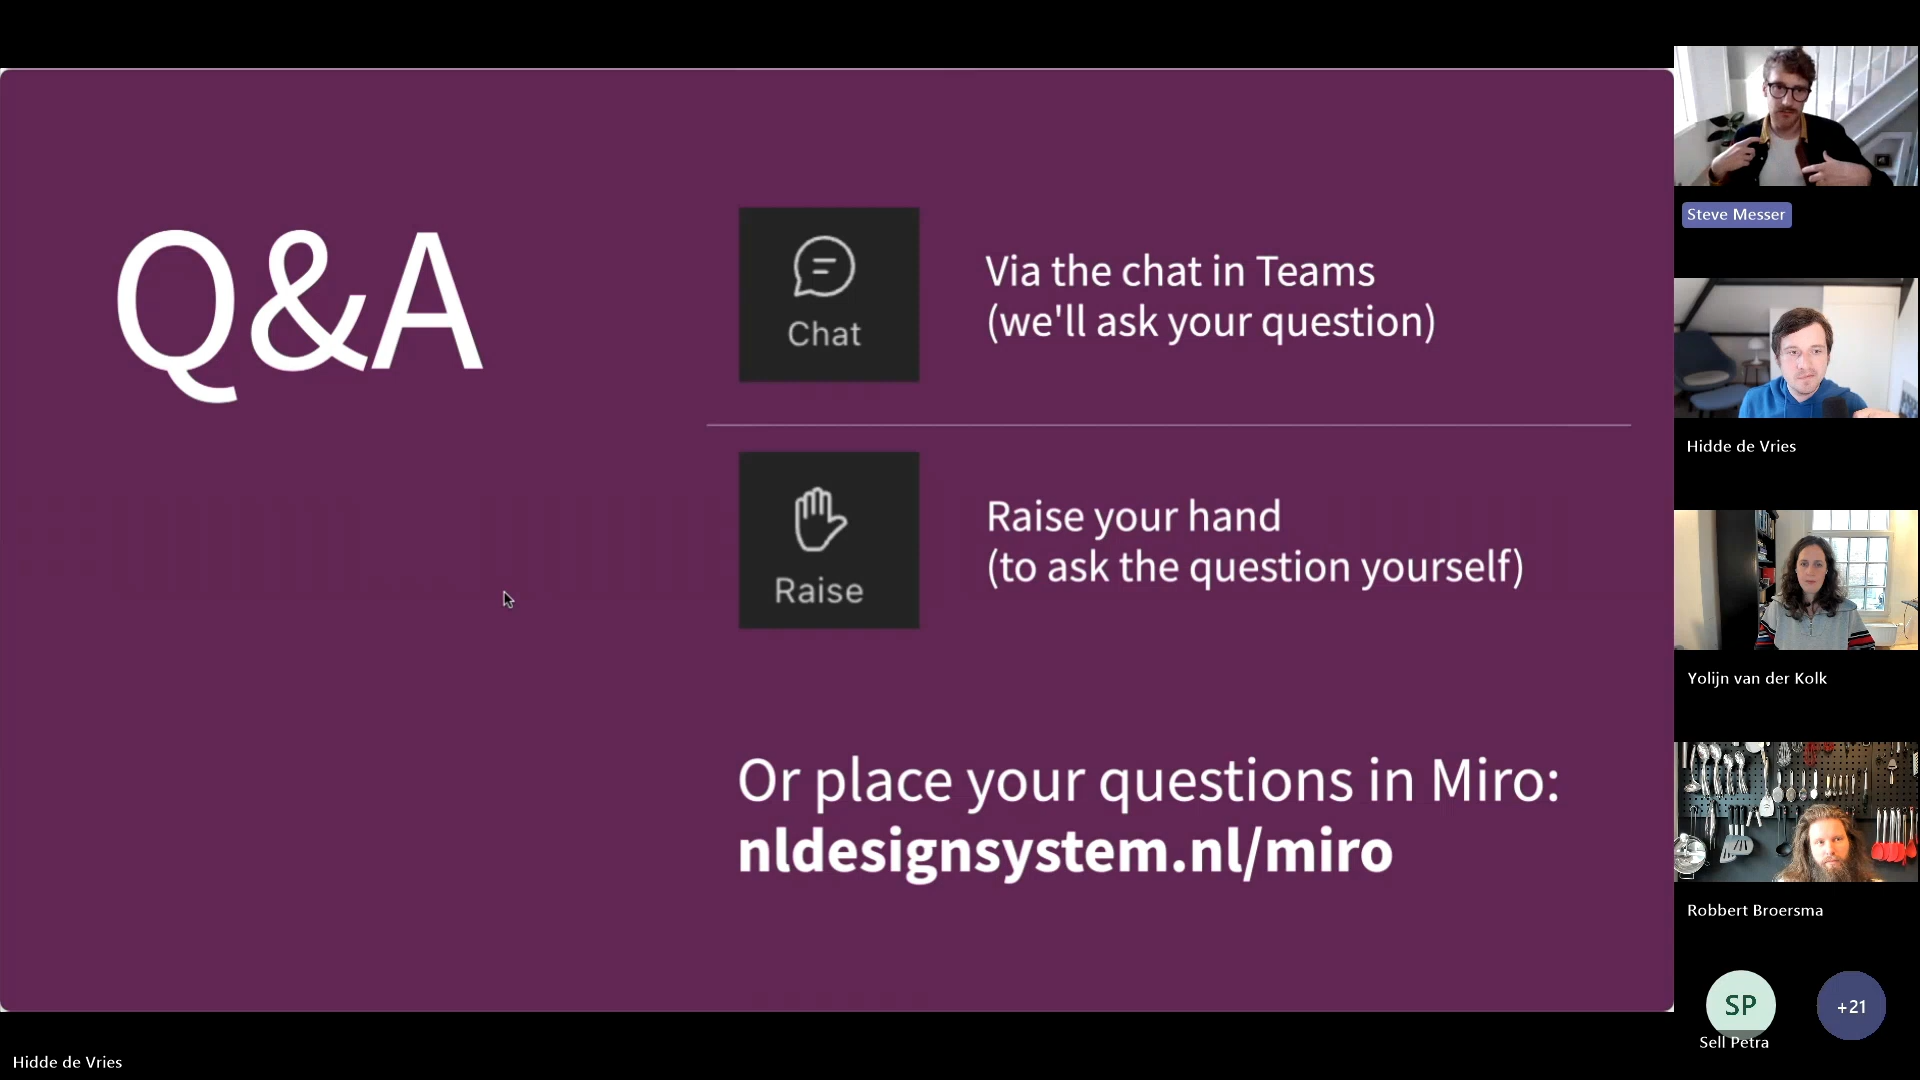 Q&A
Chat
Via the chat in Teams
(we'll ask your question)
Raise
Raise your hand
(to ask the question yourself)
Or place your questions in Miro:
nldesignsystem.nl/miro
Steve Messer
Hidde de Vries
Yolijn van der Kolk
Robbert Broersma
SP
Sell Petra
+21
Hidde de Vries